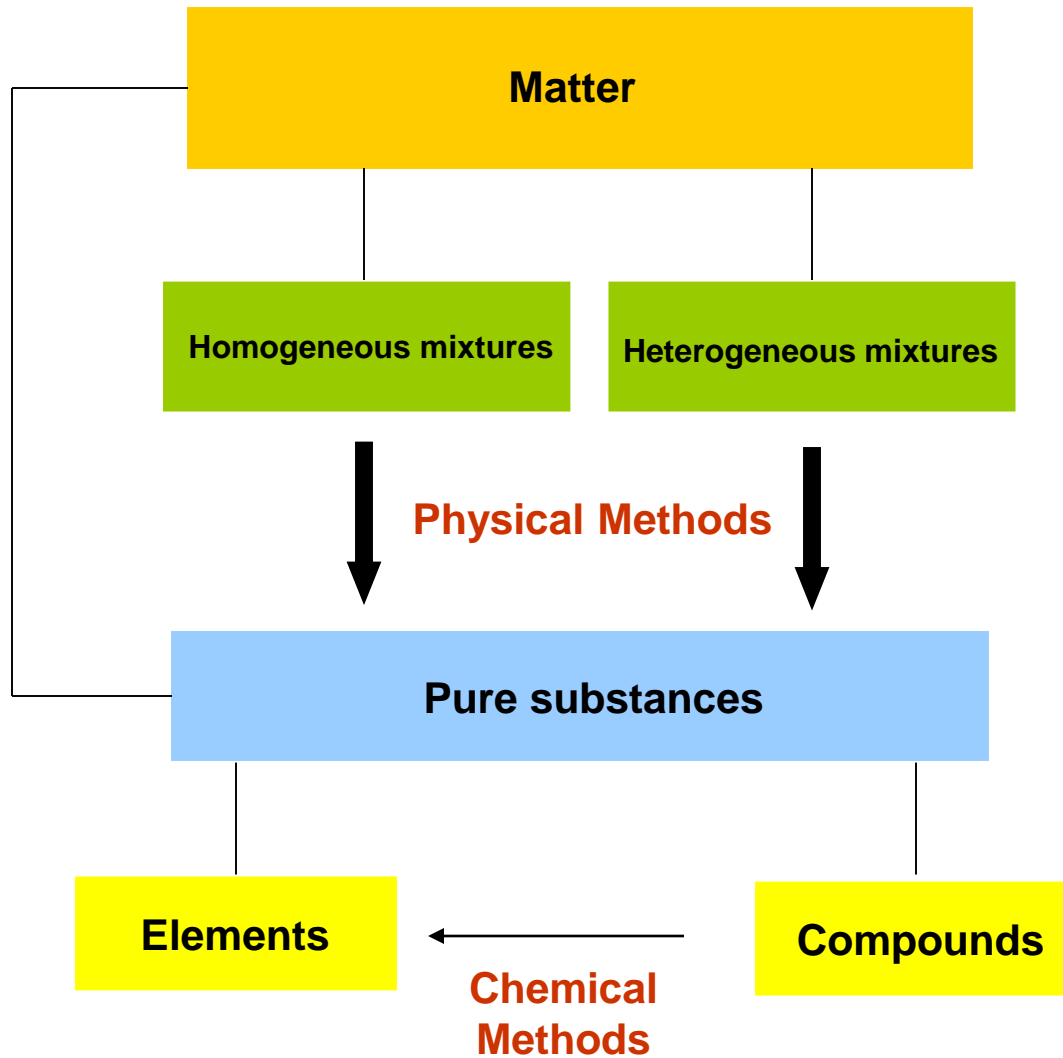 Matter
Homogeneous mixtures
Heterogeneous mixtures
Physical Methods
Pure substances
Elements
Compounds
Chemical
Methods